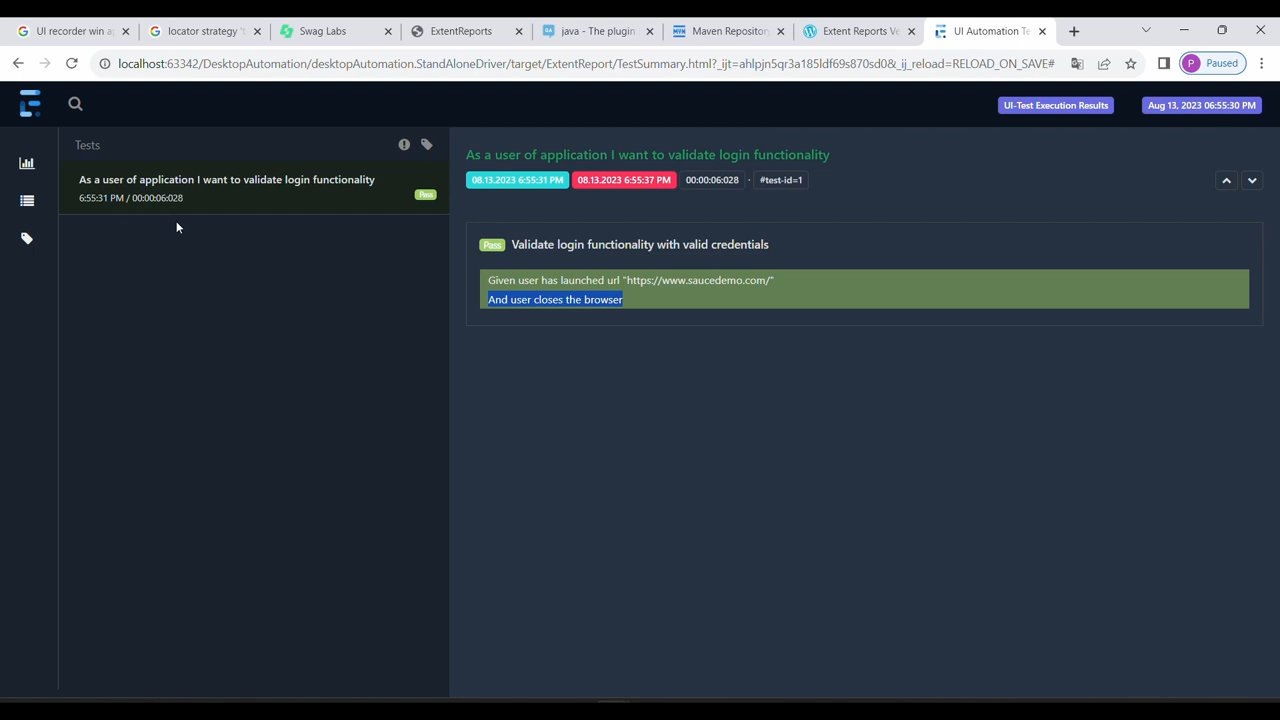 UI recorder win a
locator strategy "t
Swag Labs
ExtentReports
java - The plugin
Maven Repositor
Extent Reports Ve
UI Automation Te
localhost:63342/DesktopAutomation/desktopAutomation.StandAloneDriver/target/ExtentReport/TestSummary.html?_ijt=ahlpjn5qr3a185ldf69s870sd0&_ij_reload=RELOAD_ON_SAVE#
P Paused
UI-Test Execution Results
Aug 13, 2023 06:55:30 PM
Tests
As a user of application I want to validate login functionality
6:55:31 PM / 00:00:06:028
Pass
As a user of application I want to validate login functionality
08.13.2023 6:55:31 PM 08.13.2023 6:55:37 PM 00:00:06:028 · #test-id=1
Pass Validate login functionality with valid credentials
Given user has launched url "https://www.saucedemo.com/"
And user closes the browser